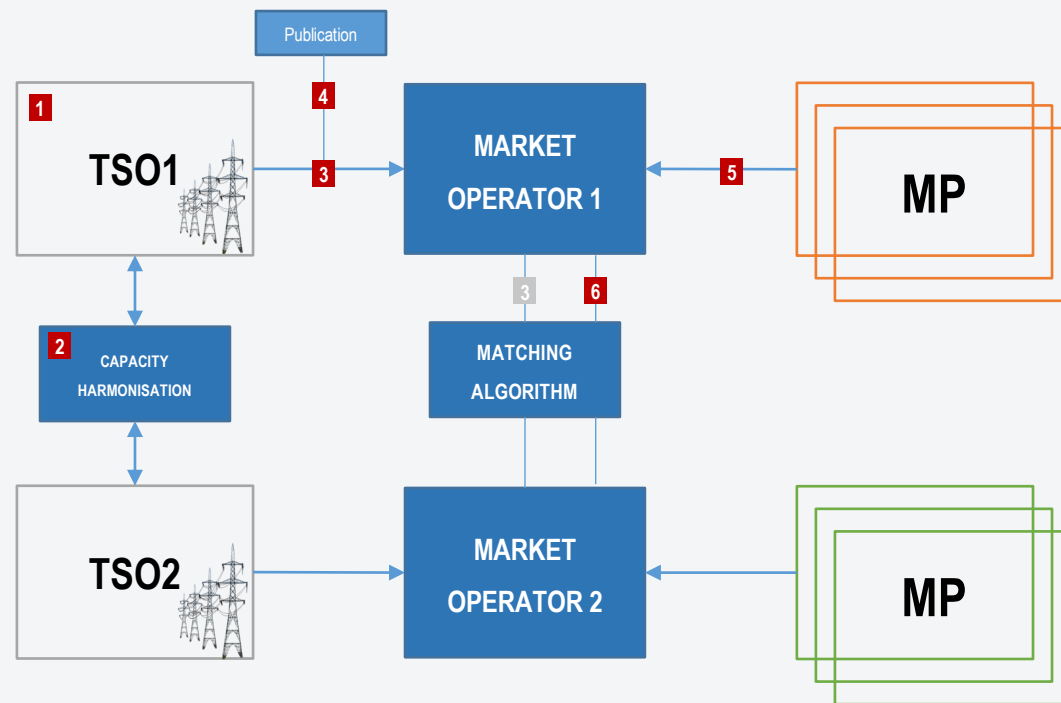 Publication
1
4
TSO1
3
MARKET
OPERATOR 1
5
MP
3
6
2
CAPACITY
HARMONISATION
MATCHING
ALGORITHM
TSO2
MARKET
OPERATOR 2
MP